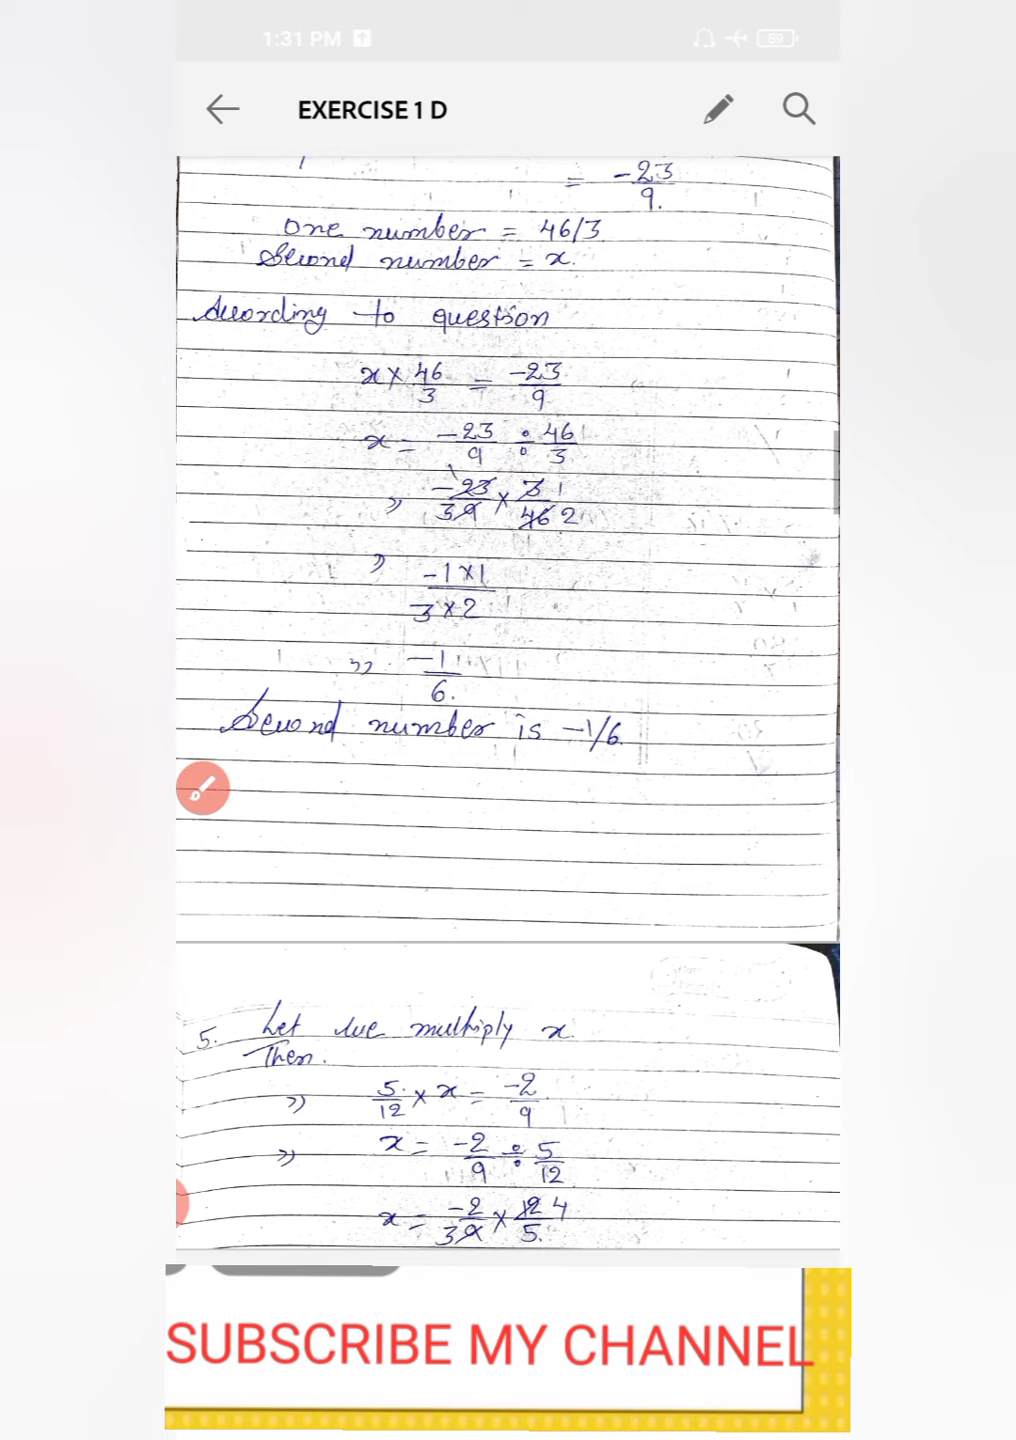 1:31 PM
59
EXERCISE 1 D
= -23/9.
One number = 46/3
Second number = x.
According to question
x × 46/3 = -23/9
x = -23/9 ÷ 46/3
» -23/39 × 3 1/46 2
» -1×1/3×2
» -1/6.
Second number is -1/6.
5. Let we multiply x
Then.
» 5/12 × x = -2/9
» x = -2/9 ÷ 5/12
x = -2/39 × 12 4/5.
SUBSCRIBE MY CHANNEL